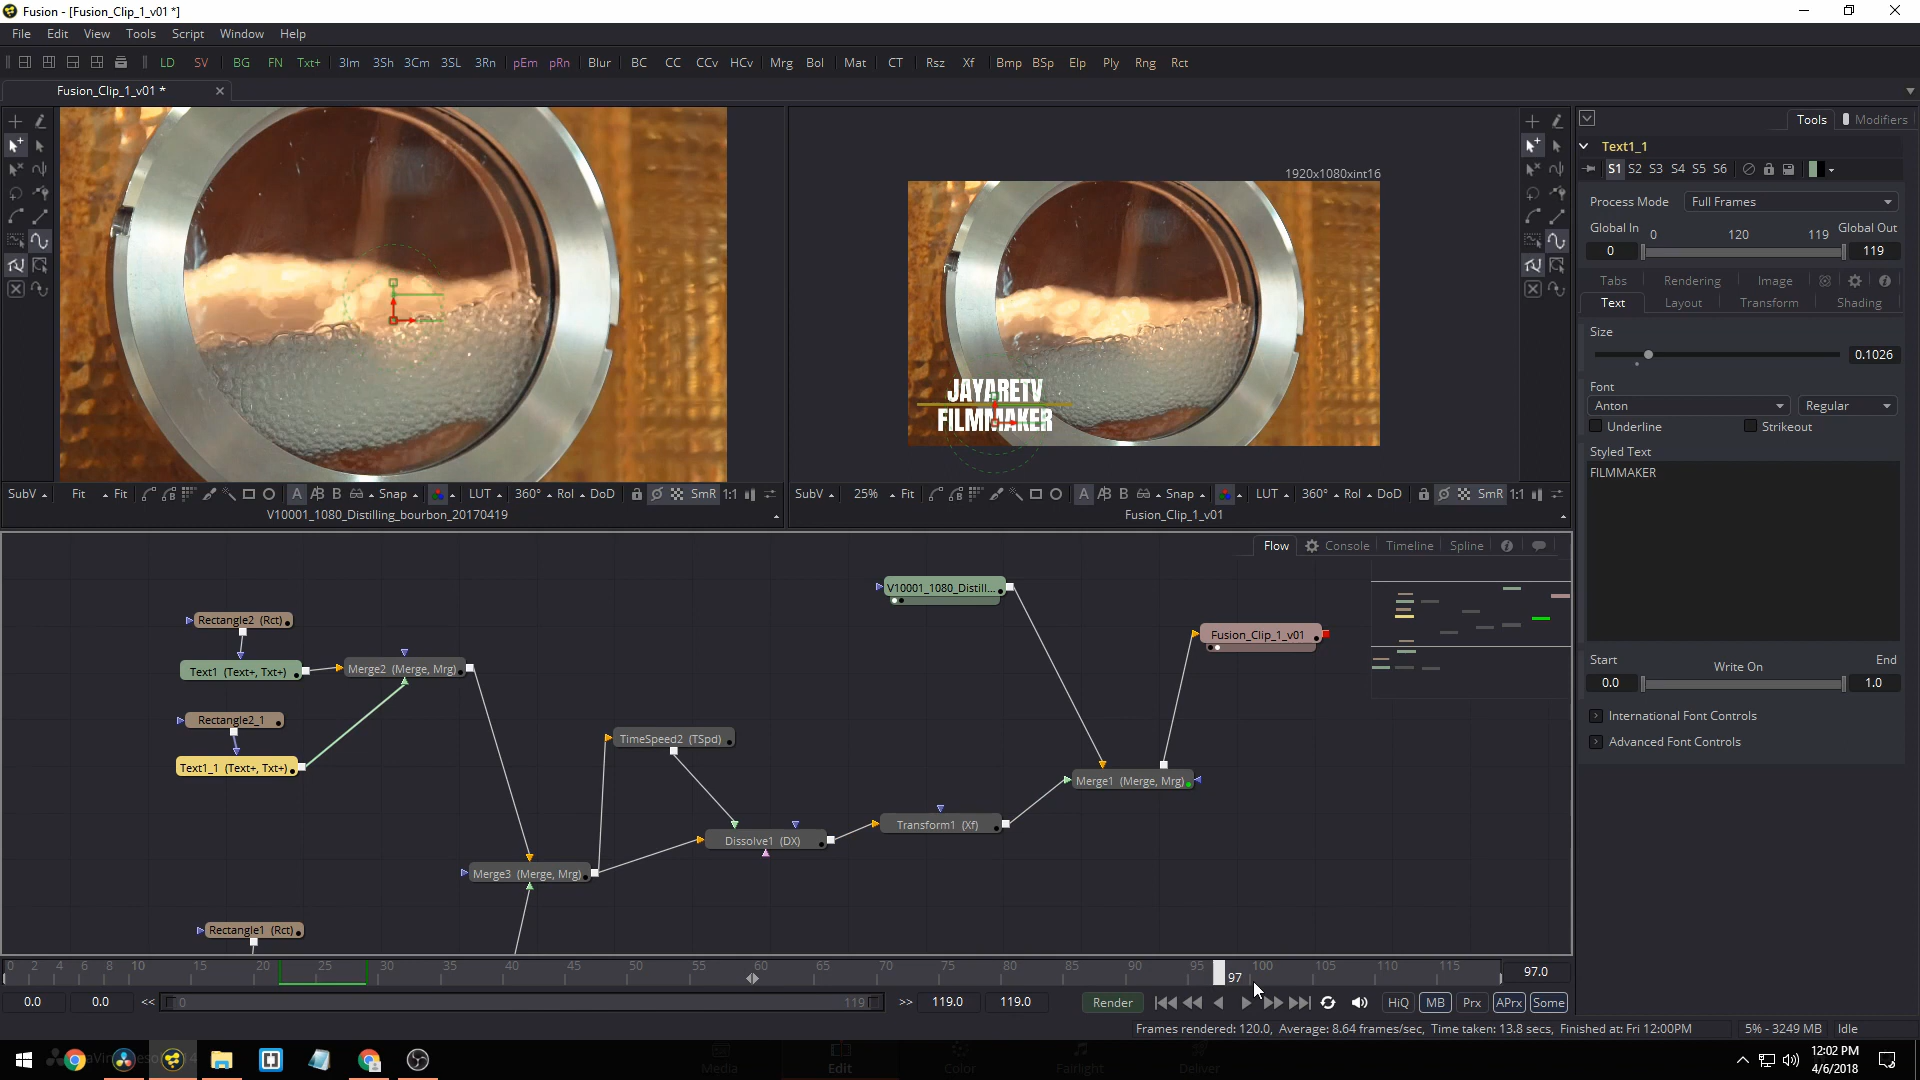 Fusion - [Fusion_Clip_1_v01 *]
File Edit View Tools Script Window Help
LD SV BG FN Txt+ 3Im 3Sh 3Cm 3SL 3Rn pEm pRn Blur BC CC CCv HCv Mrg Bol Mat CT Rsz Xf Bmp BSp Elp Ply Rng Rct
Fusion_Clip_1_v01 *
Tools Modifiers
Text1_1
S1 S2 S3 S4 S5 S6
1920x1080xint16
Process Mode Full Frames
Global In 0 120 119 Global Out
0 119
Tabs Rendering Image
Text Layout Transform Shading
Size
0.1026
Font
Anton Regular
Underline Strikeout
Styled Text
FILMMAKER
JAYARETV
FILMMAKER
SubV Fit Fit A A|B B Snap LUT 360° RoI DoD SmR 1:1
V10001_1080_Distilling_bourbon_20170419
SubV 25% Fit A A|B B Snap LUT 360° RoI DoD SmR 1:1
Fusion_Clip_1_v01
Flow Console Timeline Spline
V10001_1080_Distill...
Rectangle2 (Rct)
Fusion_Clip_1_v01
Text1 (Text+, Txt+)
Merge2 (Merge, Mrg)
Rectangle2_1
TimeSpeed2 (TSpd)
Text1_1 (Text+, Txt+)
Merge1 (Merge, Mrg)
Transform1 (Xf)
Dissolve1 (DX)
Merge3 (Merge, Mrg)
Rectangle1 (Rct)
Start Write On End
0.0 1.0
International Font Controls
Advanced Font Controls
0 2 4 6 8 10 15 20 25 30 35 40 45 50 55 60 65 70 75 80 85 90 95 97 100 105 110 115 97.0
0.0 0.0 << 0 119 >> 119.0 119.0 Render HiQ MB Prx APrx Some
Frames rendered: 120.0, Average: 8.64 frames/sec, Time taken: 13.8 secs, Finished at: Fri 12:00PM 5% - 3249 MB Idle
Media Edit Color Fairlight Deliver
12:02 PM
4/6/2018